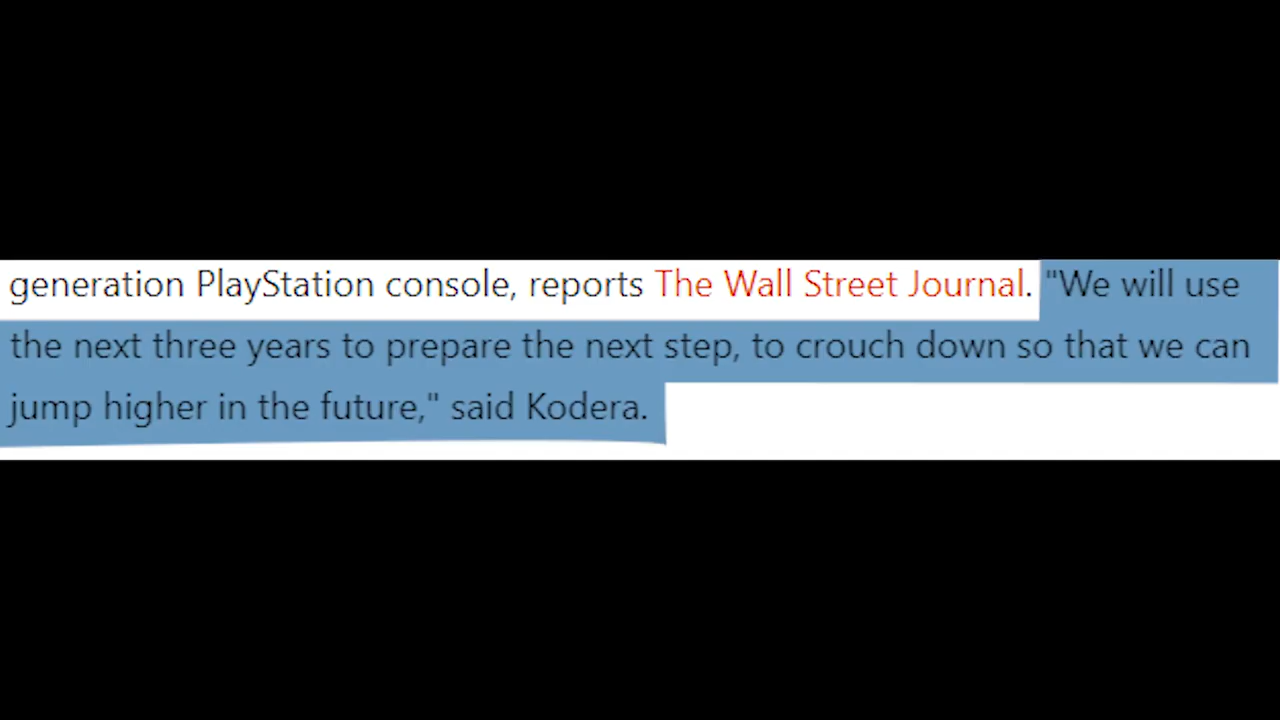 generation PlayStation console, reports The Wall Street Journal. "We will use
the next three years to prepare the next step, to crouch down so that we can
jump higher in the future," said Kodera.